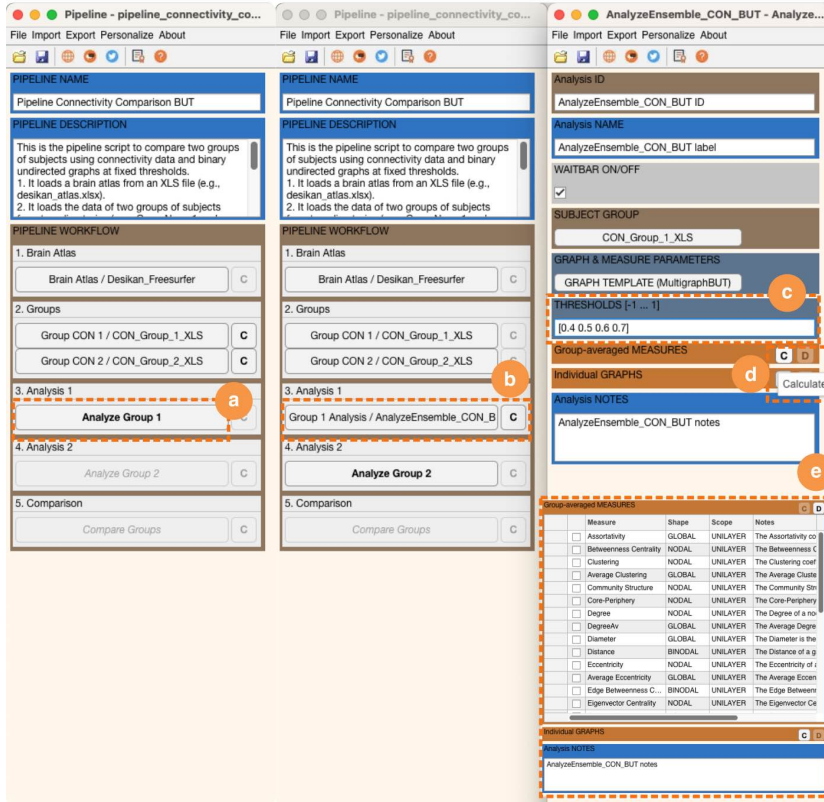 Pipeline - pipeline_connectivity_co...
File Import Export Personalize About
PIPELINE NAME
Pipeline Connectivity Comparison BUT
PIPELINE DESCRIPTION
This is the pipeline script to compare two groups
of subjects using connectivity data and binary
undirected graphs at fixed thresholds.
1. It loads a brain atlas from an XLS file (e.g.,
desikan_atlas.xlsx).
2. It loads the data of two groups of subjects
PIPELINE WORKFLOW
1. Brain Atlas
Brain Atlas / Desikan_Freesurfer C
2. Groups
Group CON 1 / CON_Group_1_XLS C
Group CON 2 / CON_Group_2_XLS C
a
3. Analysis 1
Analyze Group 1 C
4. Analysis 2
Analyze Group 2 C
5. Comparison
Compare Groups C
Pipeline - pipeline_connectivity_co...
File Import Export Personalize About
PIPELINE NAME
Pipeline Connectivity Comparison BUT
PIPELINE DESCRIPTION
This is the pipeline script to compare two groups
of subjects using connectivity data and binary
undirected graphs at fixed thresholds.
1. It loads a brain atlas from an XLS file (e.g.,
desikan_atlas.xlsx).
2. It loads the data of two groups of subjects
PIPELINE WORKFLOW
1. Brain Atlas
Brain Atlas / Desikan_Freesurfer C
2. Groups
Group CON 1 / CON_Group_1_XLS C
Group CON 2 / CON_Group_2_XLS C
b
3. Analysis 1
Group 1 Analysis / AnalyzeEnsemble_CON_B C
4. Analysis 2
Analyze Group 2 C
5. Comparison
Compare Groups C
AnalyzeEnsemble_CON_BUT - Analyze...
File Import Export Personalize About
Analysis ID
AnalyzeEnsemble_CON_BUT ID
Analysis NAME
AnalyzeEnsemble_CON_BUT label
WAITBAR ON/OFF
SUBJECT GROUP
CON_Group_1_XLS
GRAPH & MEASURE PARAMETERS
GRAPH TEMPLATE (MultigraphBUT)
c
THRESHOLDS [-1 ... 1]
[0.4 0.5 0.6 0.7]
Group-averaged MEASURES C D
Individual GRAPHS
d
Calculate
Analysis NOTES
AnalyzeEnsemble_CON_BUT notes
e
Group-averaged MEASURES C D
Measure Shape Scope Notes
Assortativity GLOBAL UNILAYER The Assortativity co
Betweenness Centrality NODAL UNILAYER The Betweenness C
Clustering NODAL UNILAYER The Clustering coef
Average Clustering GLOBAL UNILAYER The Average Cluste
Community Structure NODAL UNILAYER The Community Stru
Core-Periphery NODAL UNILAYER The Core-Periphery
Degree NODAL UNILAYER The Degree of a no
DegreeAv GLOBAL UNILAYER The Average Degre
Diameter GLOBAL UNILAYER The Diameter is the
Distance BINODAL UNILAYER The Distance of a g
Eccentricity NODAL UNILAYER The Eccentricity of a
Average Eccentricity GLOBAL UNILAYER The Average Eccen
Edge Betweenness C... BINODAL UNILAYER The Edge Betweenn
Eigenvector Centrality NODAL UNILAYER The Eigenvector Ce
Individual GRAPHS C D
Analysis NOTES
AnalyzeEnsemble_CON_BUT notes